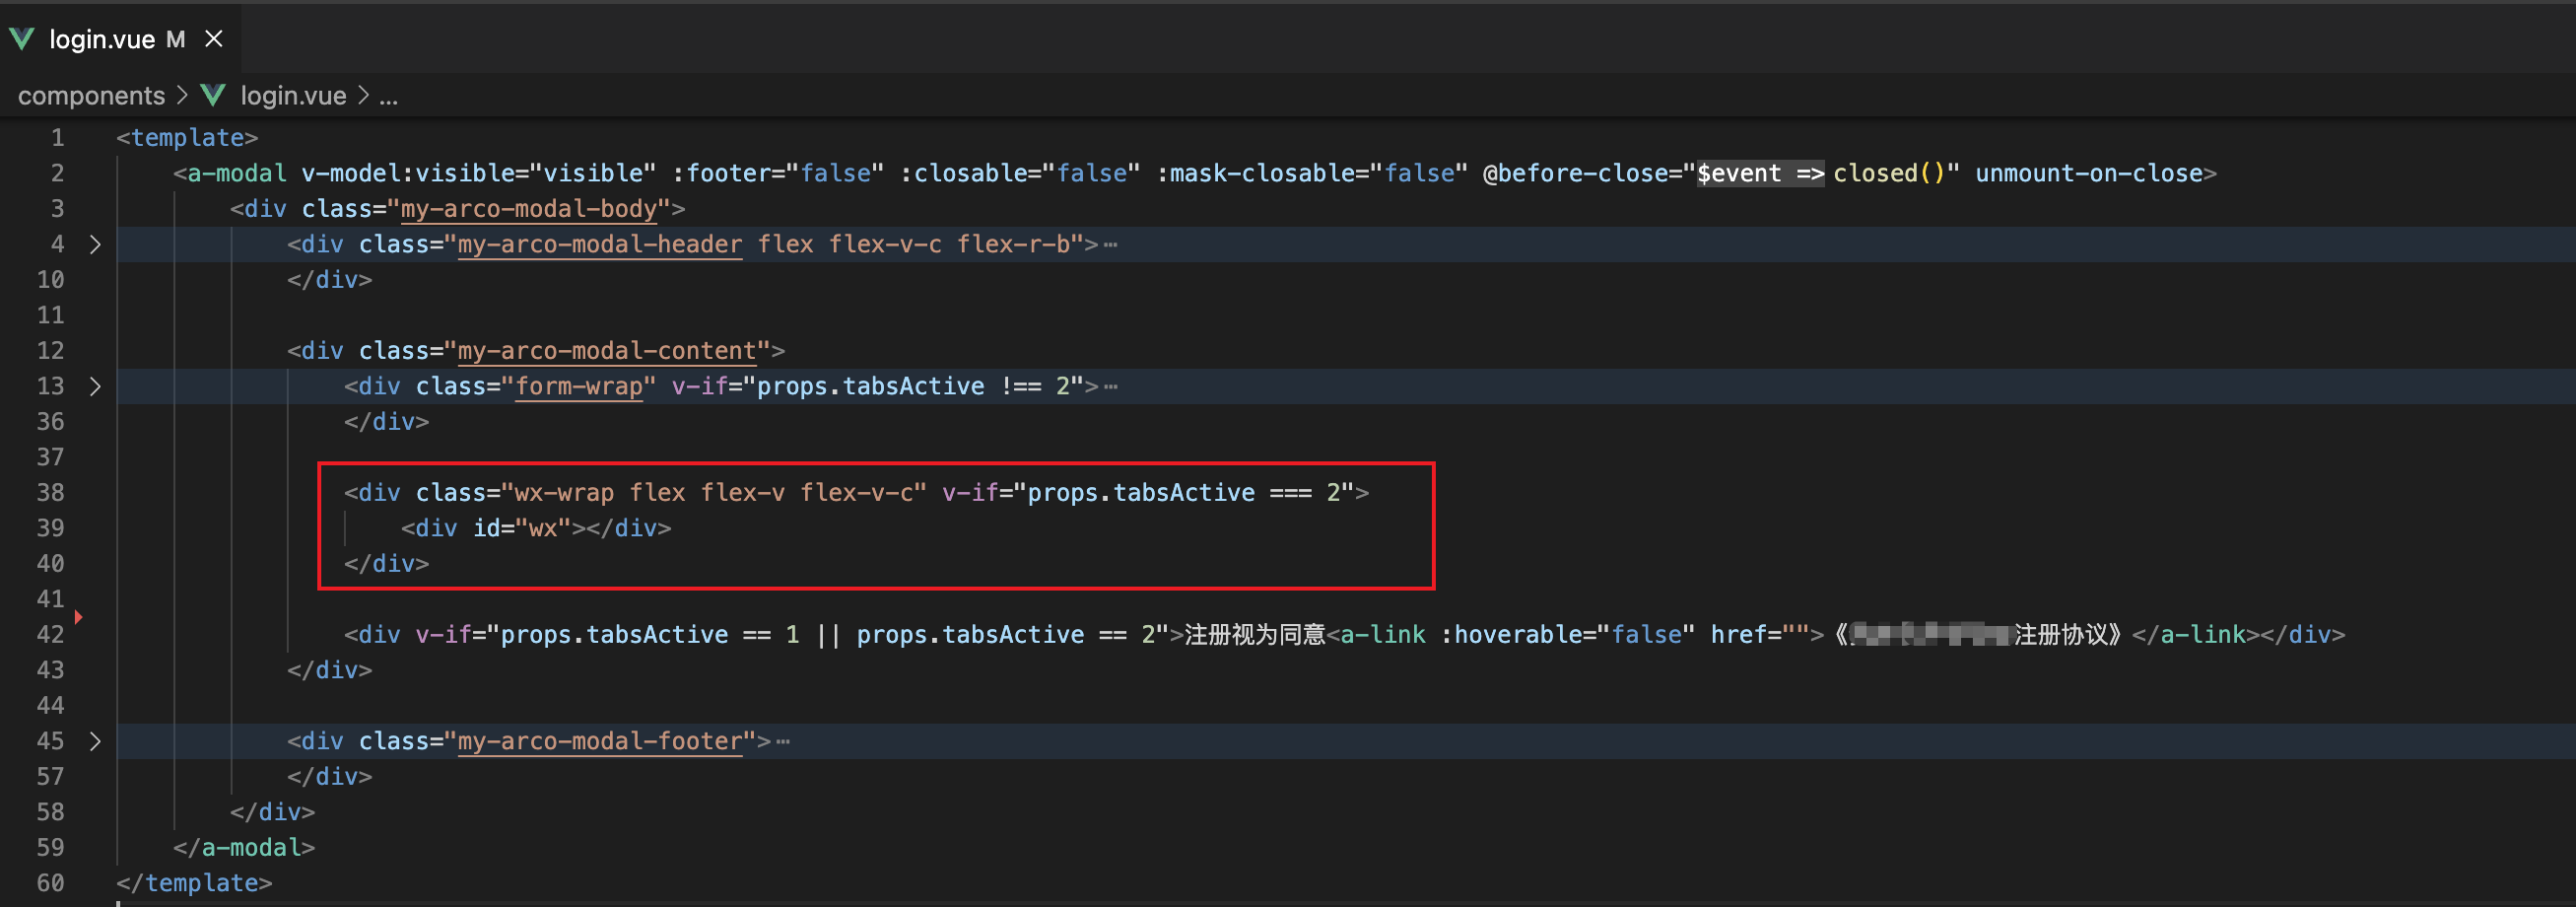 login.vue M
components > login.vue > ...
1 <template>
2 <a-modal v-model:visible="visible" :footer="false" :closable="false" :mask-closable="false" @before-close="$event => closed()" unmount-on-close>
3 <div class="my-arco-modal-body">
4 <div class="my-arco-modal-header flex flex-v-c flex-r-b">⋯
10 </div>
11
12 <div class="my-arco-modal-content">
13 <div class="form-wrap" v-if="props.tabsActive !== 2">⋯
36 </div>
37
38 <div class="wx-wrap flex flex-v flex-v-c" v-if="props.tabsActive === 2">
39 <div id="wx"></div>
40 </div>
41
42 <div v-if="props.tabsActive == 1 || props.tabsActive == 2">注册视为同意<a-link :hoverable="false" href="">《注册协议》</a-link></div>
43 </div>
44
45 <div class="my-arco-modal-footer">⋯
57 </div>
58 </div>
59 </a-modal>
60 </template>